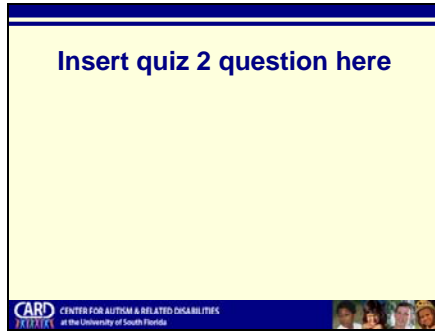 Insert quiz 2 question here
CARD
CENTER FOR AUTISM & RELATED DISABILITIES
at the University of South Florida